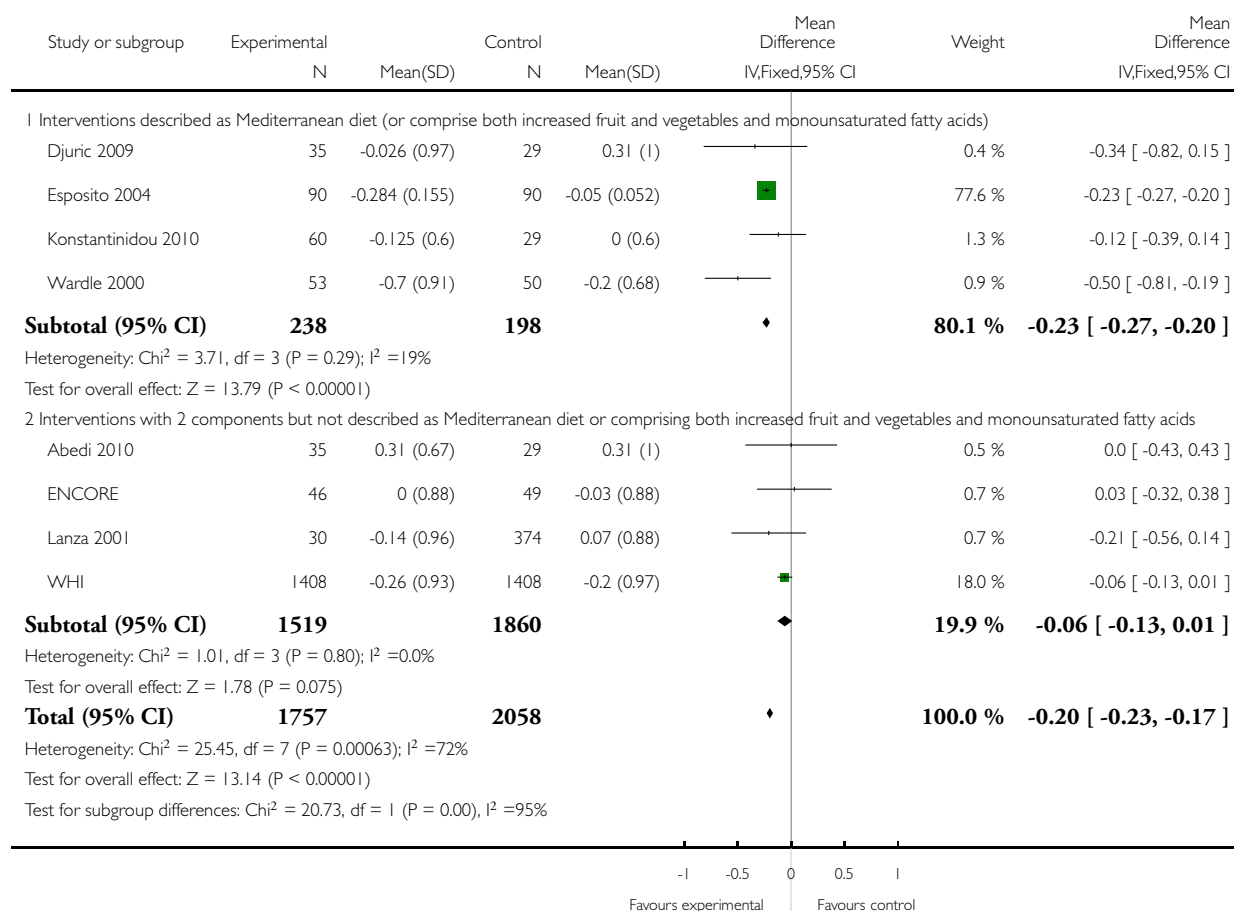 Study or subgroup Experimental Control Mean Difference Weight Mean Difference
N Mean(SD) N Mean(SD) IV,Fixed,95% CI IV,Fixed,95% CI
1 Interventions described as Mediterranean diet (or comprise both increased fruit and vegetables and monounsaturated fatty acids)
Djuric 2009 35 -0.026 (0.97) 29 0.31 (1) 0.4 % -0.34 [ -0.82, 0.15 ]
Esposito 2004 90 -0.284 (0.155) 90 -0.05 (0.052) 77.6 % -0.23 [ -0.27, -0.20 ]
Konstantinidou 2010 60 -0.125 (0.6) 29 0 (0.6) 1.3 % -0.12 [ -0.39, 0.14 ]
Wardle 2000 53 -0.7 (0.91) 50 -0.2 (0.68) 0.9 % -0.50 [ -0.81, -0.19 ]
Subtotal (95% CI) 238 198 80.1 % -0.23 [ -0.27, -0.20 ]
Heterogeneity: Chi² = 3.71, df = 3 (P = 0.29); I² =19%
Test for overall effect: Z = 13.79 (P < 0.00001)
2 Interventions with 2 components but not described as Mediterranean diet or comprising both increased fruit and vegetables and monounsaturated fatty acids
Abedi 2010 35 0.31 (0.67) 29 0.31 (1) 0.5 % 0.0 [ -0.43, 0.43 ]
ENCORE 46 0 (0.88) 49 -0.03 (0.88) 0.7 % 0.03 [ -0.32, 0.38 ]
Lanza 2001 30 -0.14 (0.96) 374 0.07 (0.88) 0.7 % -0.21 [ -0.56, 0.14 ]
WHI 1408 -0.26 (0.93) 1408 -0.2 (0.97) 18.0 % -0.06 [ -0.13, 0.01 ]
Subtotal (95% CI) 1519 1860 19.9 % -0.06 [ -0.13, 0.01 ]
Heterogeneity: Chi² = 1.01, df = 3 (P = 0.80); I² =0.0%
Test for overall effect: Z = 1.78 (P = 0.075)
Total (95% CI) 1757 2058 100.0 % -0.20 [ -0.23, -0.17 ]
Heterogeneity: Chi² = 25.45, df = 7 (P = 0.00063); I² =72%
Test for overall effect: Z = 13.14 (P < 0.00001)
Test for subgroup differences: Chi² = 20.73, df = 1 (P = 0.00), I² =95%
-1 -0.5 0 0.5 1
Favours experimental Favours control